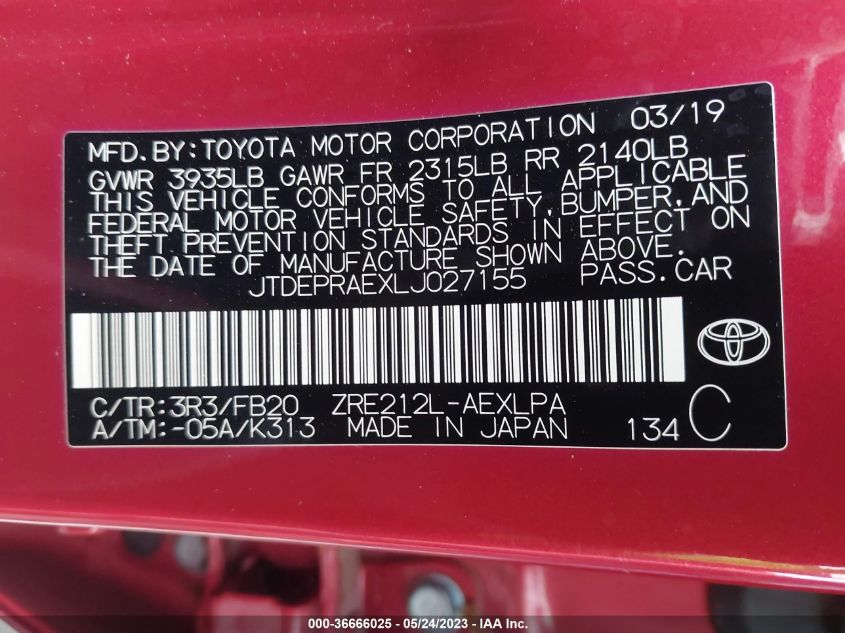 MFD. BY: TOYOTA MOTOR CORPORATION 03/19
GVWR 3935LB GAWR FR 2315LB RR 2140LB
THIS VEHICLE CONFORMS TO ALL APPLICABLE
FEDERAL MOTOR VEHICLE SAFETY, BUMPER, AND
THEFT PREVENTION STANDARDS IN EFFECT ON
THE DATE OF MANUFACTURE SHOWN ABOVE.
JTDEPRAEXLJ027155 PASS. CAR
C/TR: 3R3/FB20 ZRE212L-AEXLPA
A/TM: -05A/K313 MADE IN JAPAN 134 C
000-36666025 - 05/24/2023 - © IAA Inc.